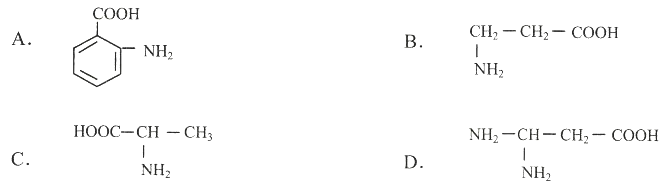 A.
COOH
NH₂
B.
CH₂ — CH₂ — COOH
NH₂
C.
HOOC—CH — CH₃
NH₂
D.
NH₂ —CH— CH₂— COOH
NH₂